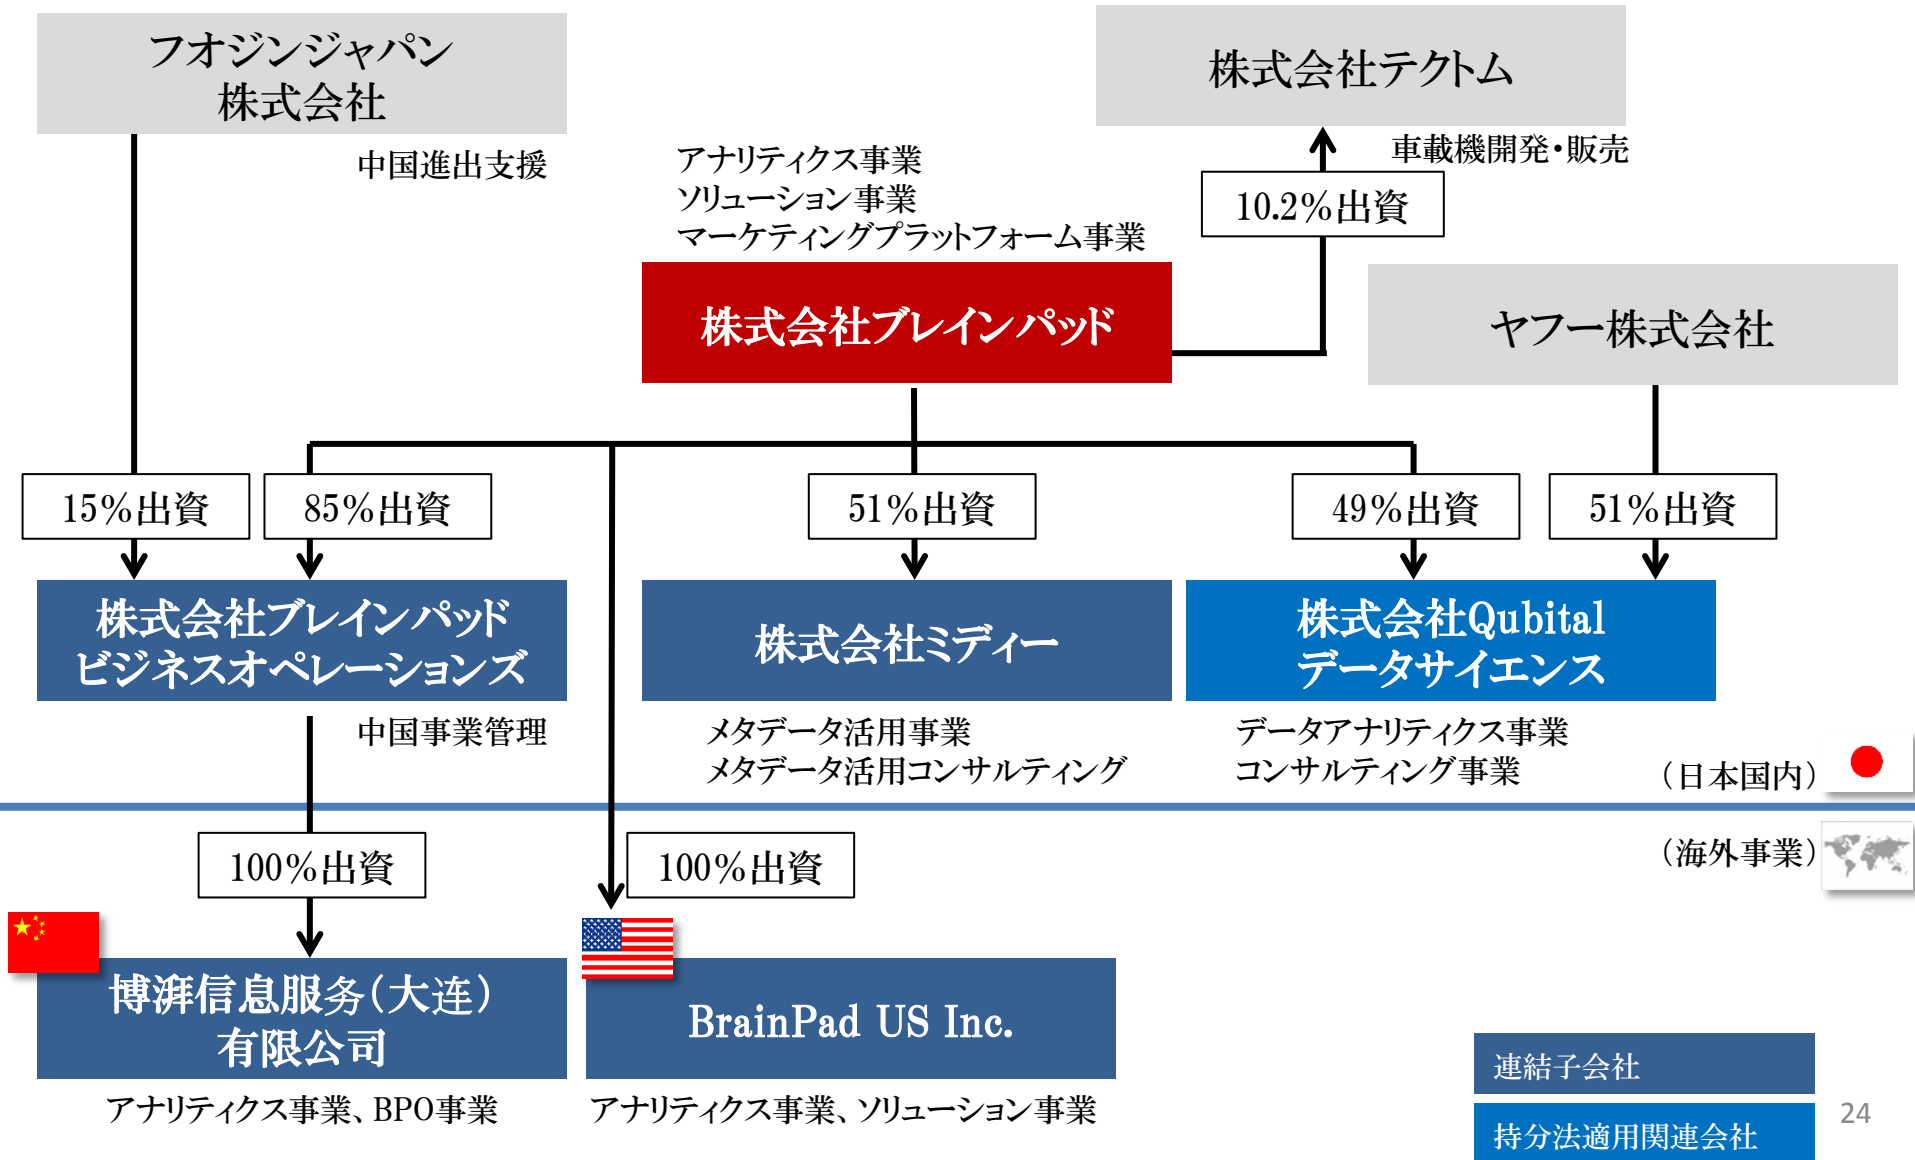 フオジンジャパン
株式会社
株式会社テクトム
中国進出支援
アナリティクス事業
ソリューション事業
マーケティングプラットフォーム事業
車載機開発・販売
10.2%出資
株式会社ブレインパッド
ヤフー株式会社
15%出資
85%出資
51%出資
49%出資
51%出資
株式会社ブレインパッド
ビジネスオペレーションズ
株式会社ミディー
株式会社Qubital
データサイエンス
中国事業管理
メタデータ活用事業
メタデータ活用コンサルティング
データアナリティクス事業
コンサルティング事業
（日本国内）
（海外事業）
100%出資
100%出資
博湃信息服务（大连）
有限公司
BrainPad US Inc.
アナリティクス事業、BPO事業
アナリティクス事業、ソリューション事業
連結子会社
持分法適用関連会社
24